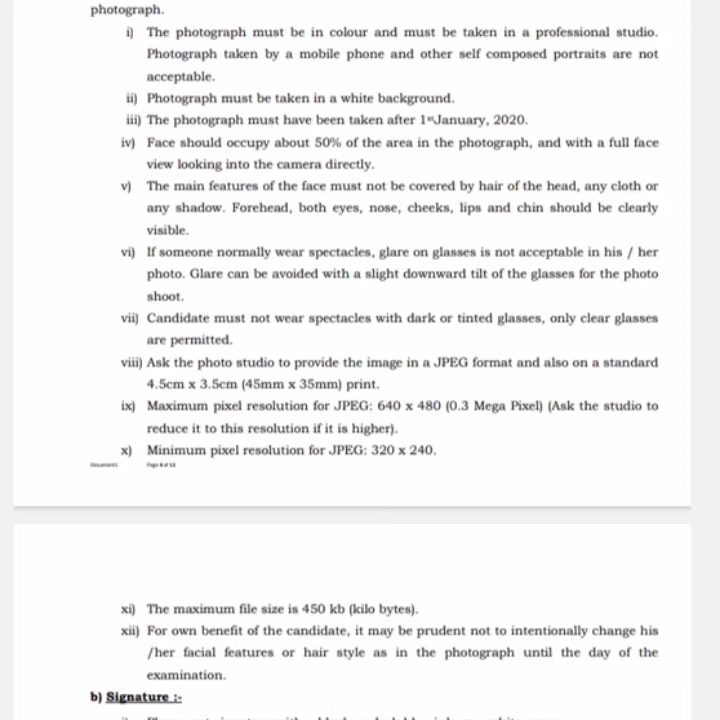 photograph.
i) The photograph must be in colour and must be taken in a professional studio.
Photograph taken by a mobile phone and other self composed portraits are not
acceptable.
ii) Photograph must be taken in a white background.
iii) The photograph must have been taken after 1stJanuary, 2020.
iv) Face should occupy about 50% of the area in the photograph, and with a full face
view looking into the camera directly.
v) The main features of the face must not be covered by hair of the head, any cloth or
any shadow. Forehead, both eyes, nose, cheeks, lips and chin should be clearly
visible.
vi) If someone normally wear spectacles, glare on glasses is not acceptable in his / her
photo. Glare can be avoided with a slight downward tilt of the glasses for the photo
shoot.
vii) Candidate must not wear spectacles with dark or tinted glasses, only clear glasses
are permitted.
viii) Ask the photo studio to provide the image in a JPEG format and also on a standard
4.5cm x 3.5cm (45mm x 35mm) print.
ix) Maximum pixel resolution for JPEG: 640 x 480 (0.3 Mega Pixel) (Ask the studio to
reduce it to this resolution if it is higher).
x) Minimum pixel resolution for JPEG: 320 x 240.
xi) The maximum file size is 450 kb (kilo bytes).
xii) For own benefit of the candidate, it may be prudent not to intentionally change his
/her facial features or hair style as in the photograph until the day of the
examination.
b) Signature :-